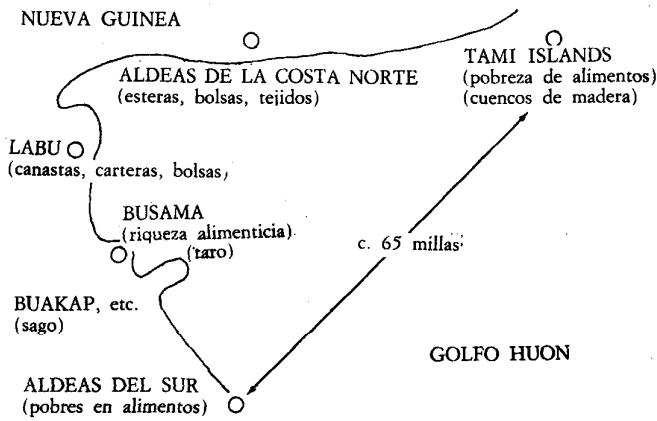 NUEVA GUINEA
TAMI ISLANDS
(pobreza de alimentos)
(cuencos de madera)
ALDEAS DE LA COSTA NORTE
(esteras, bolsas, tejidos)
LABU
(canastas, carteras, bolsas,
BUSAMA
(riqueza alimenticia)
(taro)
c. 65 millas
BUAKAP, etc.
(sago)
GOLFO HUON
ALDEAS DEL SUR
(pobres en alimentos)